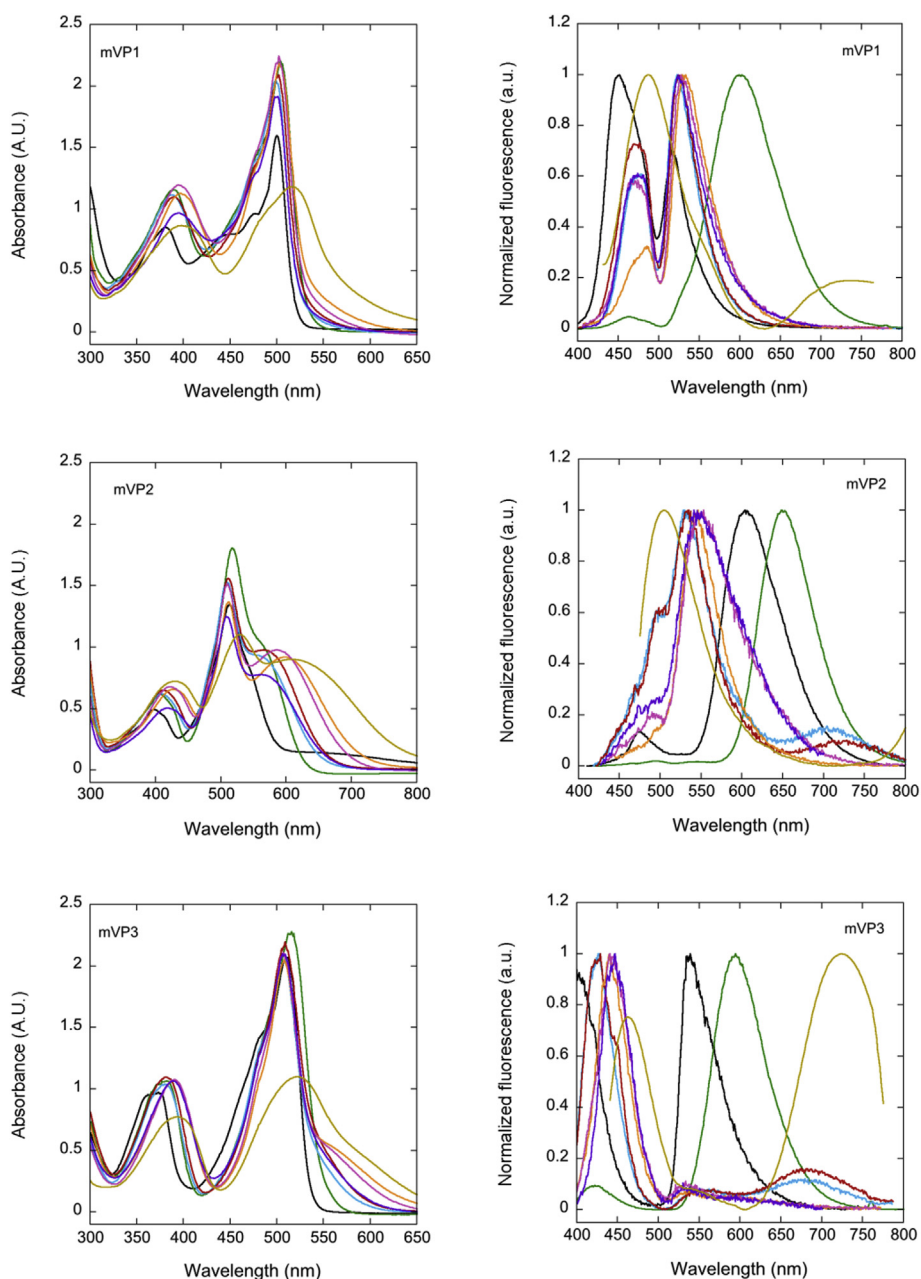 mVP1
Absorbance (A.U.)
2.5
2
1.5
1
0.5
0
300 350 400 450 500 550 600 650
Wavelength (nm)
mVP1
Normalized fluorescence (a.u.)
1.2
1
0.8
0.6
0.4
0.2
0
400 450 500 550 600 650 700 750 800
Wavelength (nm)
mVP2
Absorbance (A.U.)
2.5
2
1.5
1
0.5
0
300 400 500 600 700 800
Wavelength (nm)
mVP2
Normalized fluorescence (a.u.)
1.2
1
0.8
0.6
0.4
0.2
0
400 450 500 550 600 650 700 750 800
Wavelength (nm)
mVP3
Absorbance (A.U.)
2.5
2
1.5
1
0.5
0
300 350 400 450 500 550 600 650
Wavelength (nm)
mVP3
Normalized fluorescence (a.u.)
1.2
1
0.8
0.6
0.4
0.2
0
400 450 500 550 600 650 700 750 800
Wavelength (nm)